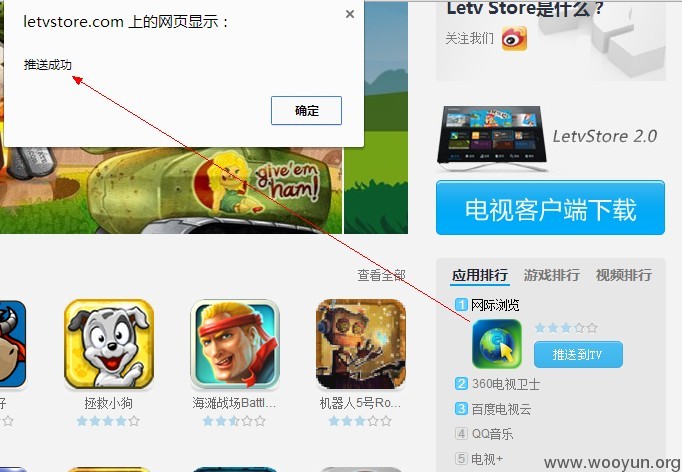 letvstore.com 上的网页显示：
推送成功
确定
give'em
ham!
Letv Store是什么？
关注我们
LetvStore 2.0
电视客户端下载
查看全部
应用排行 游戏排行 视频排行
1 网际浏览
推送到TV
2 360电视卫士
3 百度电视云
4 QQ音乐
5 电视+
拯救小狗
海滩战场Battl...
机器人5号Ro...
www.wooyun.org